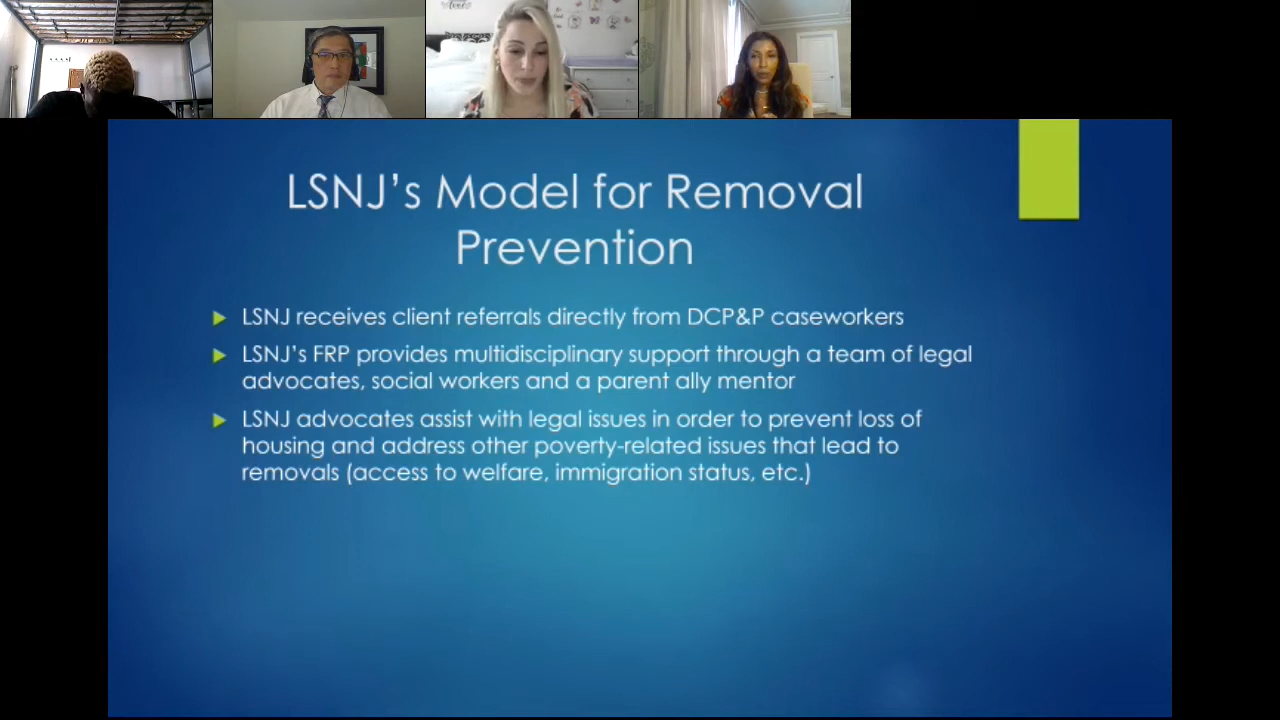 LSNJ's Model for Removal
Prevention
LSNJ receives client referrals directly from DCP&P caseworkers
LSNJ's FRP provides multidisciplinary support through a team of legal
advocates, social workers and a parent ally mentor
LSNJ advocates assist with legal issues in order to prevent loss of
housing and address other poverty-related issues that lead to
removals (access to welfare, immigration status, etc.)